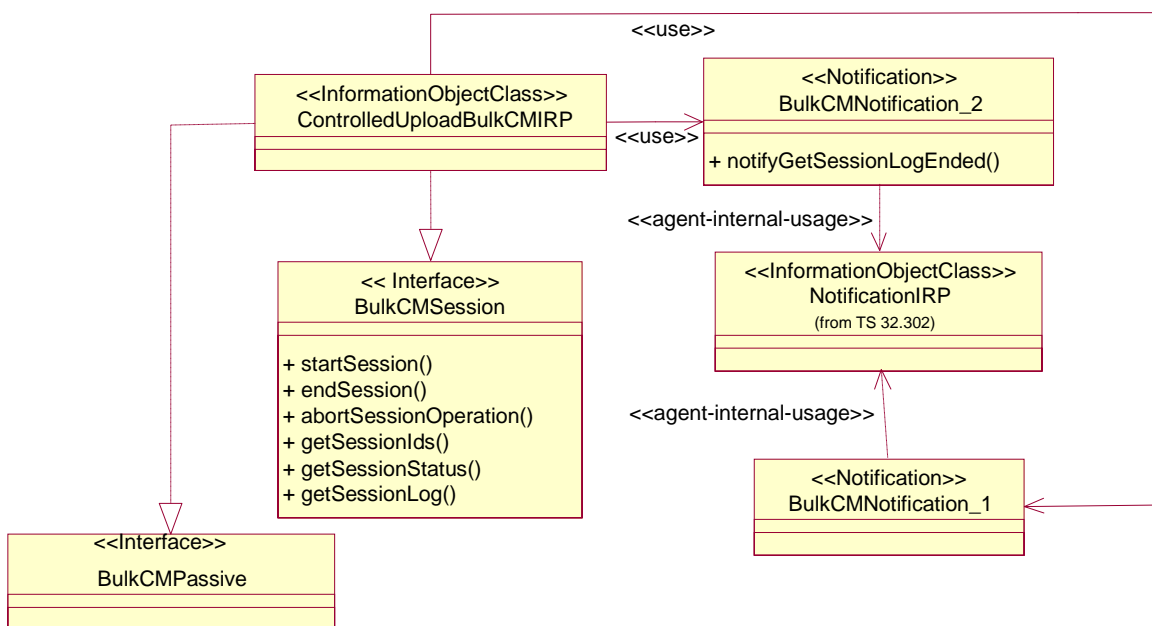 <<use>>
<<InformationObjectClass>>
ControlledUploadBulkCMIRP
<<use>>
<<Notification>>
BulkCMNotification_2
+ notifyGetSessionLogEnded()
<<agent-internal-usage>>
<< Interface>>
BulkCMSession
+ startSession()
+ endSession()
+ abortSessionOperation()
+ getSessionIds()
+ getSessionStatus()
+ getSessionLog()
<<InformationObjectClass>>
NotificationIRP
(from TS 32.302)
<<agent-internal-usage>>
<<Notification>>
BulkCMNotification_1
<<Interface>>
BulkCMPassive